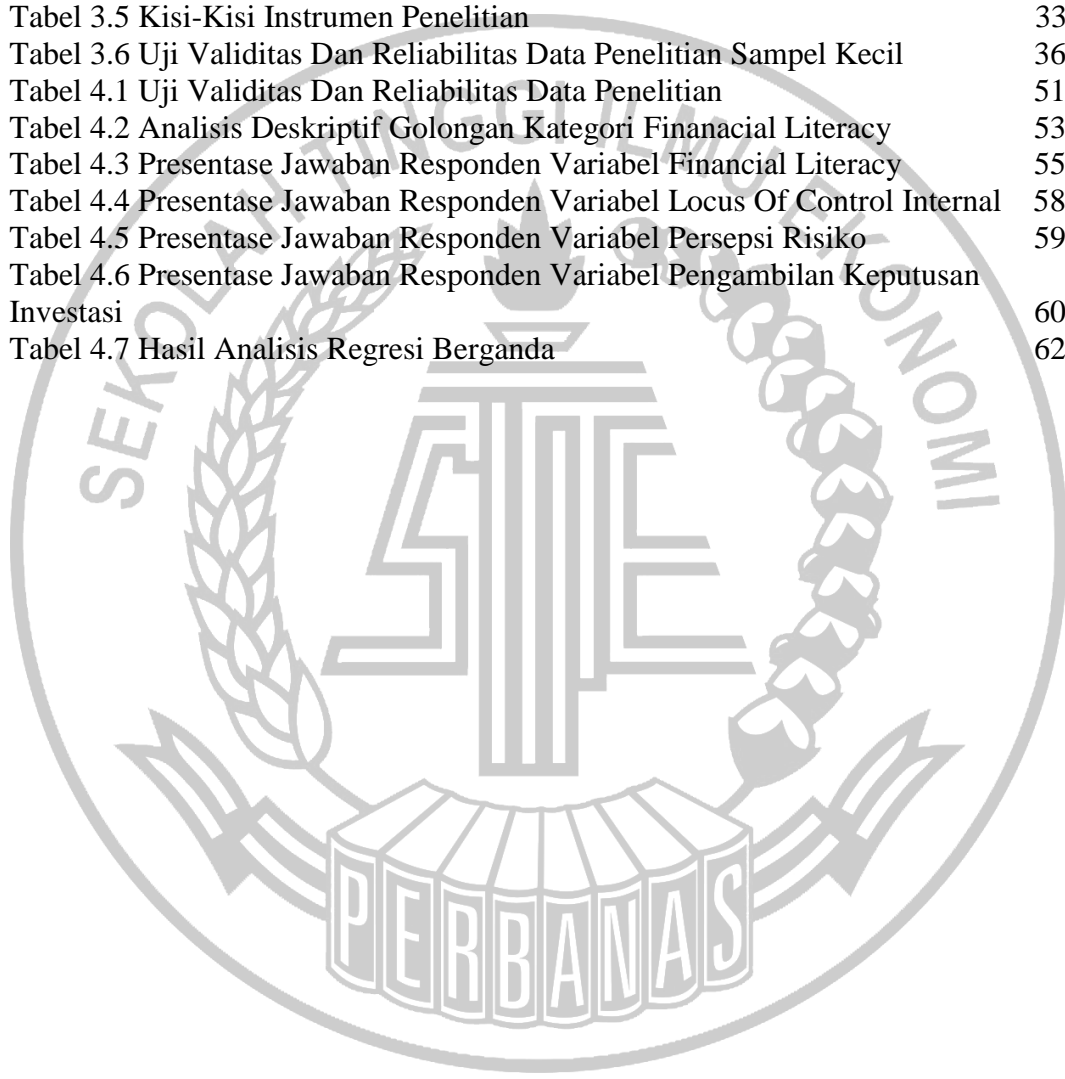 Tabel 3.5 Kisi-Kisi Instrumen Penelitian 33
Tabel 3.6 Uji Validitas Dan Reliabilitas Data Penelitian Sampel Kecil 36
Tabel 4.1 Uji Validitas Dan Reliabilitas Data Penelitian 51
Tabel 4.2 Analisis Deskriptif Golongan Kategori Finanacial Literacy 53
Tabel 4.3 Presentase Jawaban Responden Variabel Financial Literacy 55
Tabel 4.4 Presentase Jawaban Responden Variabel Locus Of Control Internal 58
Tabel 4.5 Presentase Jawaban Responden Variabel Persepsi Risiko 59
Tabel 4.6 Presentase Jawaban Responden Variabel Pengambilan Keputusan
Investasi 60
Tabel 4.7 Hasil Analisis Regresi Berganda 62
SEKOLAH TINGGI ILMU EKONOMI
STIE
PERBANAS